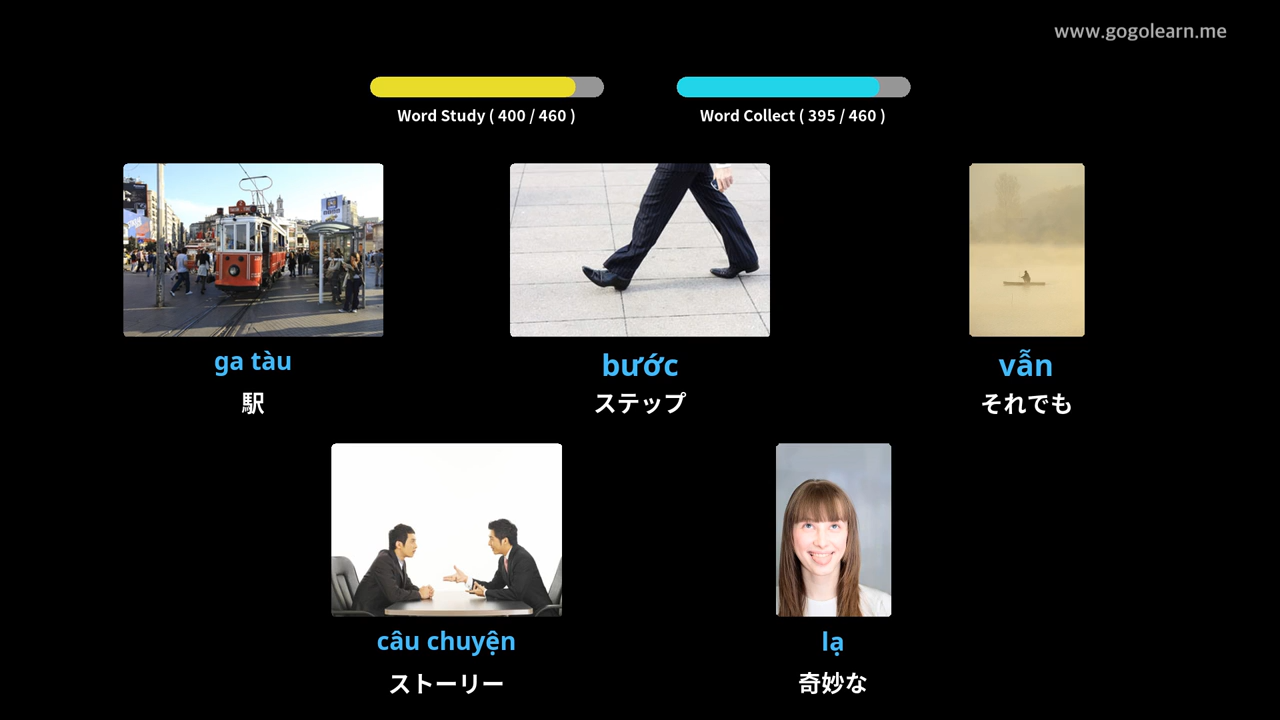 www.gogolearn.me
Word Study ( 400 / 460 )
Word Collect ( 395 / 460 )
ga tàu
駅
bước
ステップ
vẫn
それでも
câu chuyện
ストーリー
lạ
奇妙な